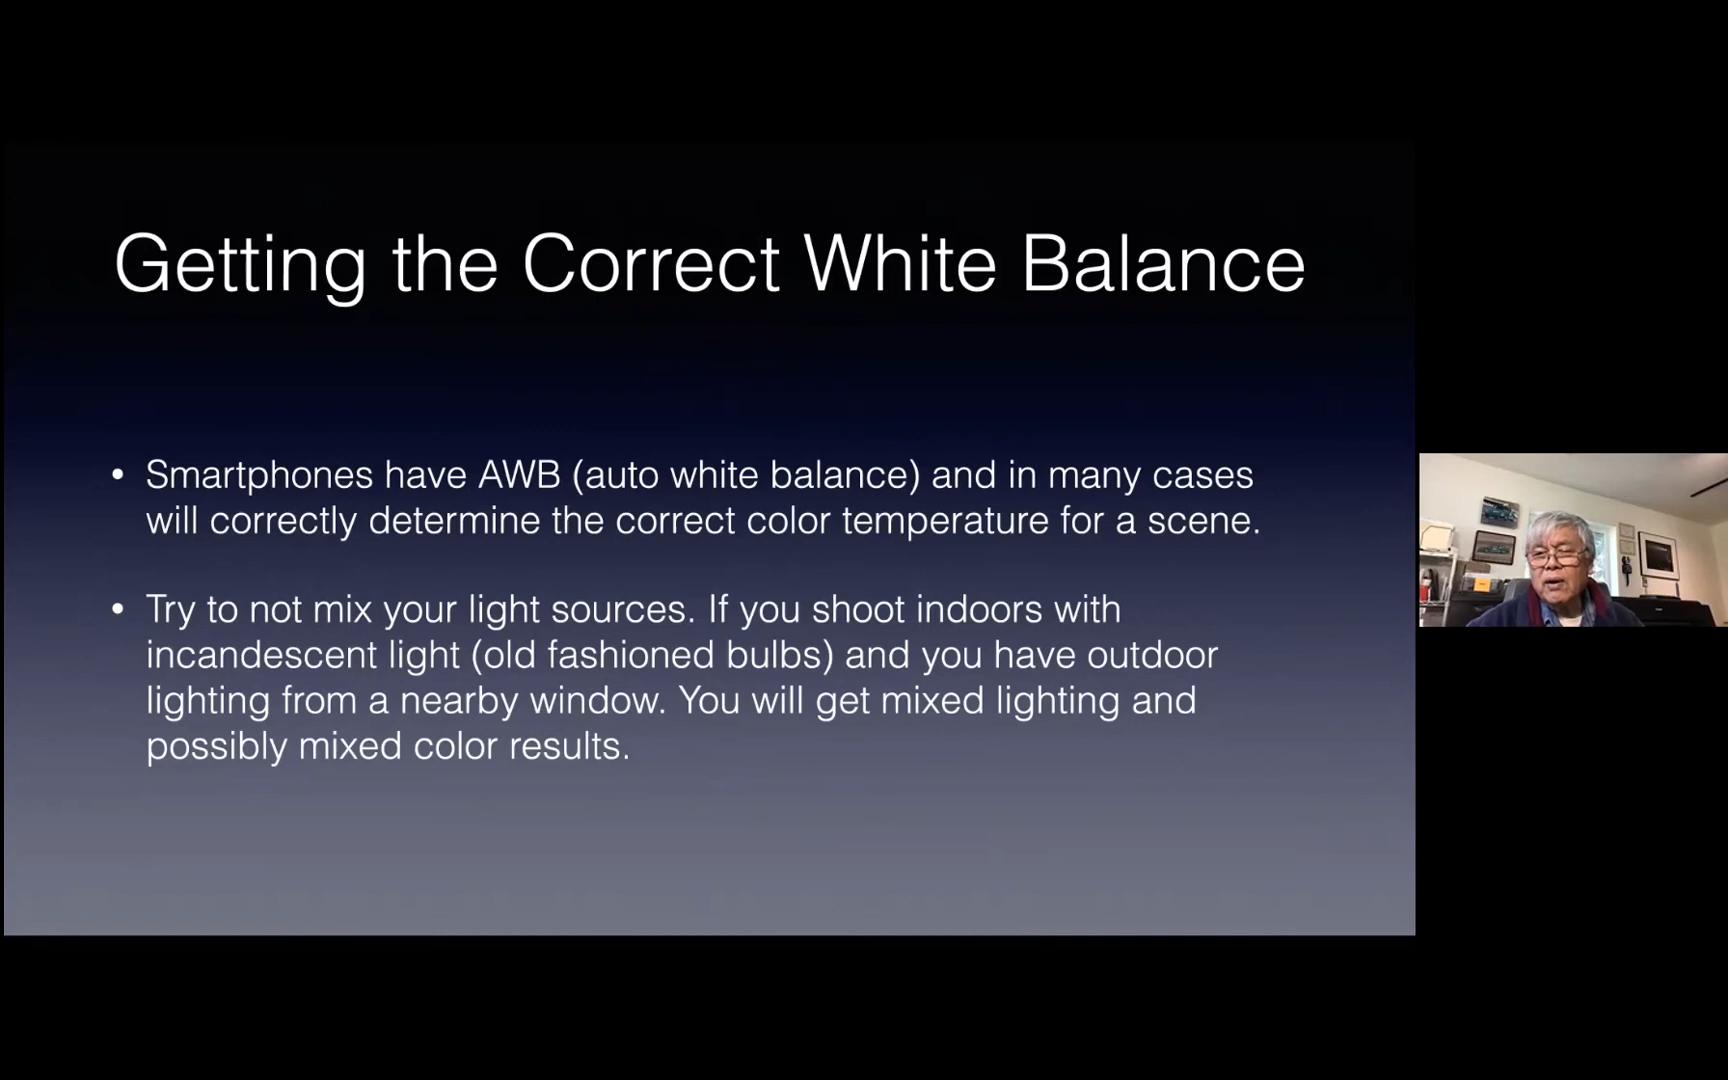 Getting the Correct White Balance
• Smartphones have AWB (auto white balance) and in many cases
will correctly determine the correct color temperature for a scene.
• Try to not mix your light sources. If you shoot indoors with
incandescent light (old fashioned bulbs) and you have outdoor
lighting from a nearby window. You will get mixed lighting and
possibly mixed color results.